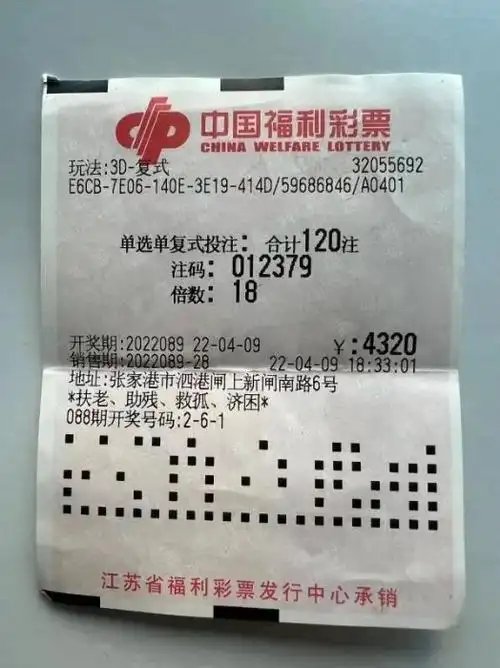 中国福利彩票
CHINA WELFARE LOTTERY
玩法:3D-复式 32055692
E6CB-7E06-140E-3E19-414D/59686846/A0401
单选单复式投注: 合计120注
注码: 012379
倍数: 18
开奖期:2022089 22-04-09 ¥:4320
销售期:2022089-28 22-04-09 18:33:01
地址:张家港市泗港闸上新闸南路6号
*扶老、助残、救孤、济困*
088期开奖号码:2-6-1
江苏省福利彩票发行中心承销